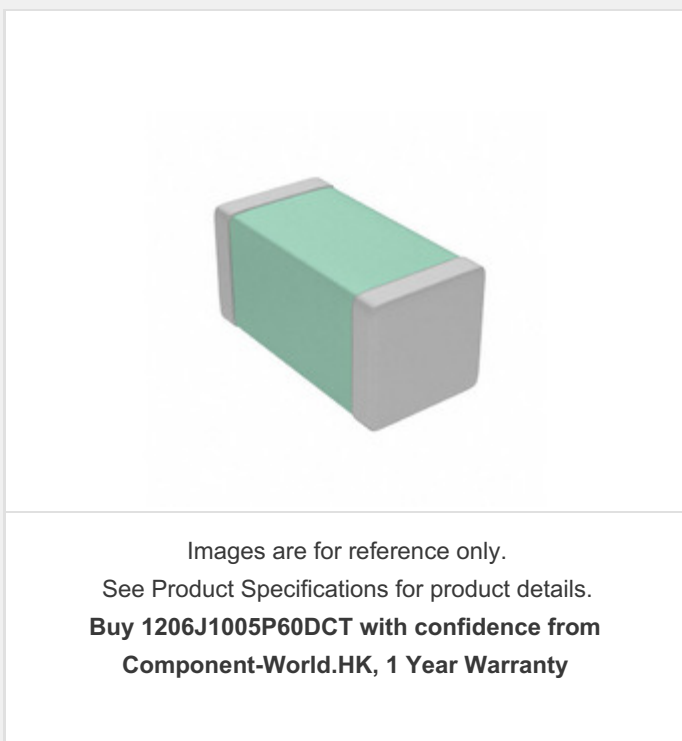 Images are for reference only.
See Product Specifications for product details.
Buy 1206J1005P60DCT with confidence from
Component-World.HK, 1 Year Warranty